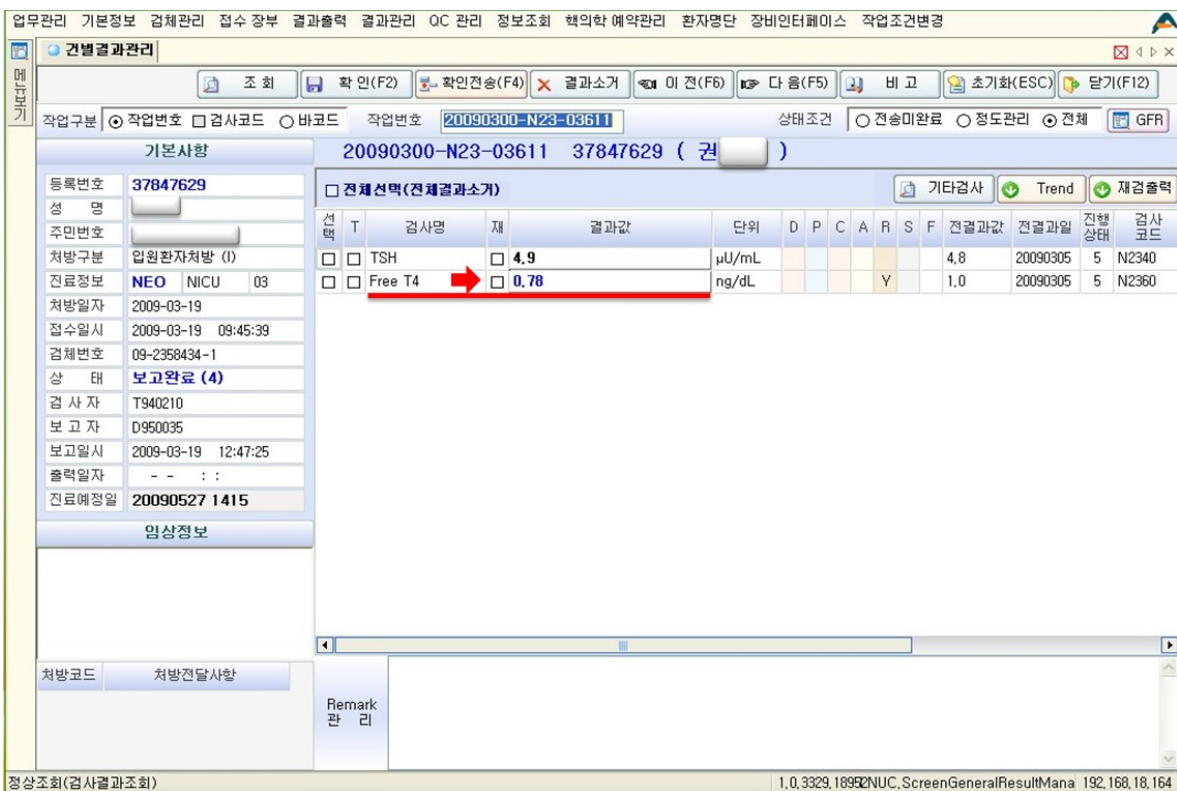 업무관리 기본정보 검체관리 접수 장부 결과출력 결과관리 QC 관리 정보조회 핵의학 예약관리 환자명단 장비인터페이스 작업조건변경
메뉴보기
건별결과관리
조 회 확 인(F2) 확인전송(F4) 결과소거 이 전(F6) 다 음(F5) 비 고 초기화(ESC) 닫기(F12)
작업구분 작업번호 검사코드 바코드 작업번호 20090300-N23-03611 상태조건 전송미완료 정도관리 전체 GFR
기본사항 20090300-N23-03611 37847629 ( 권 )
등록번호 37847629
성 명
주민번호
처방구분 입원환자처방 (I)
진료정보 NEO NICU 03
처방일자 2009-03-19
접수일시 2009-03-19 09:45:39
검체번호 09-2358434-1
상 태 보고완료 (4)
검 사 자 T940210
보 고 자 D950035
보고일시 2009-03-19 12:47:25
출력일자 - - : :
진료예정일 20090527 1415
임상정보
처방코드 처방전달사항
전체선택(전체결과소거) 기타검사 Trend 재검출력
선택 T 검사명 재 결과값 단위 D P C A R S F 전결과값 전결과일 진행상태 검사코드
TSH 4.9 µU/mL 4.8 20090305 5 N2340
Free T4 0.78 ng/dL Y 1.0 20090305 5 N2360
Remark
관 리
정상조회(검사결과조회) 192.168.18.164